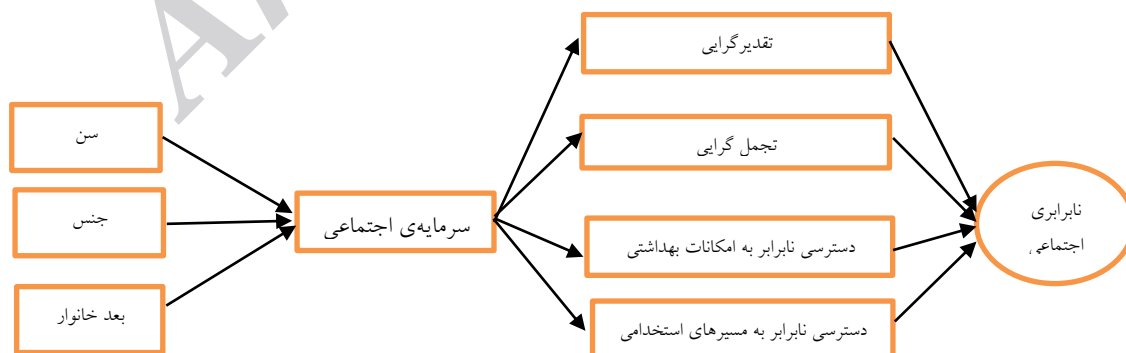 تقدیرگرایی
سن
تجمل گرایی
جنس
سرمایه‌ی اجتماعی
نابرابری
اجتماعی
دسترسی نابرابر به امکانات بهداشتی
بعد خانوار
دسترسی نابرابر به مسیرهای استخدامی